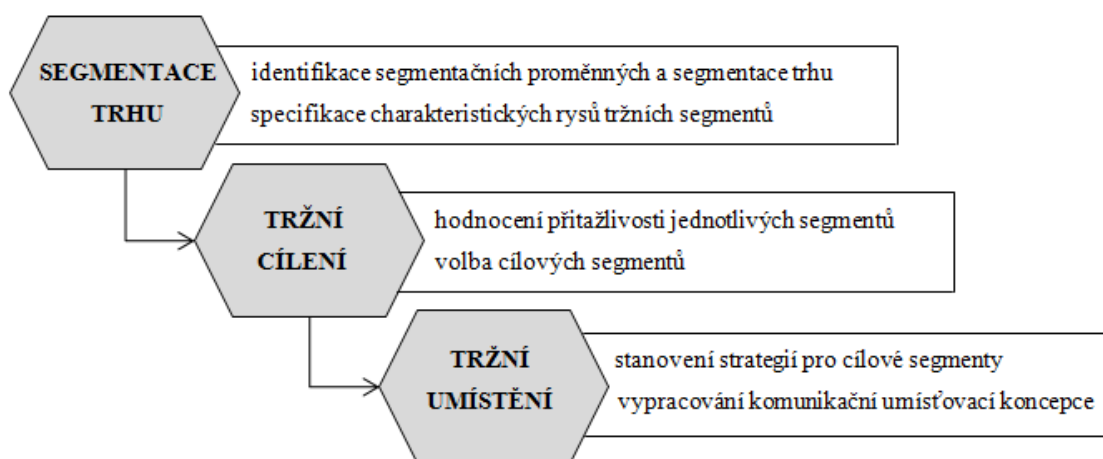 SEGMENTACE
TRHU
identifikace segmentačních proměnných a segmentace trhu
specifikace charakteristických rysů tržních segmentů
TRŽNÍ
CÍLENÍ
hodnocení přitažlivosti jednotlivých segmentů
volba cílových segmentů
TRŽNÍ
UMÍSTĚNÍ
stanovení strategií pro cílové segmenty
vypracování komunikační umísťovací koncepce